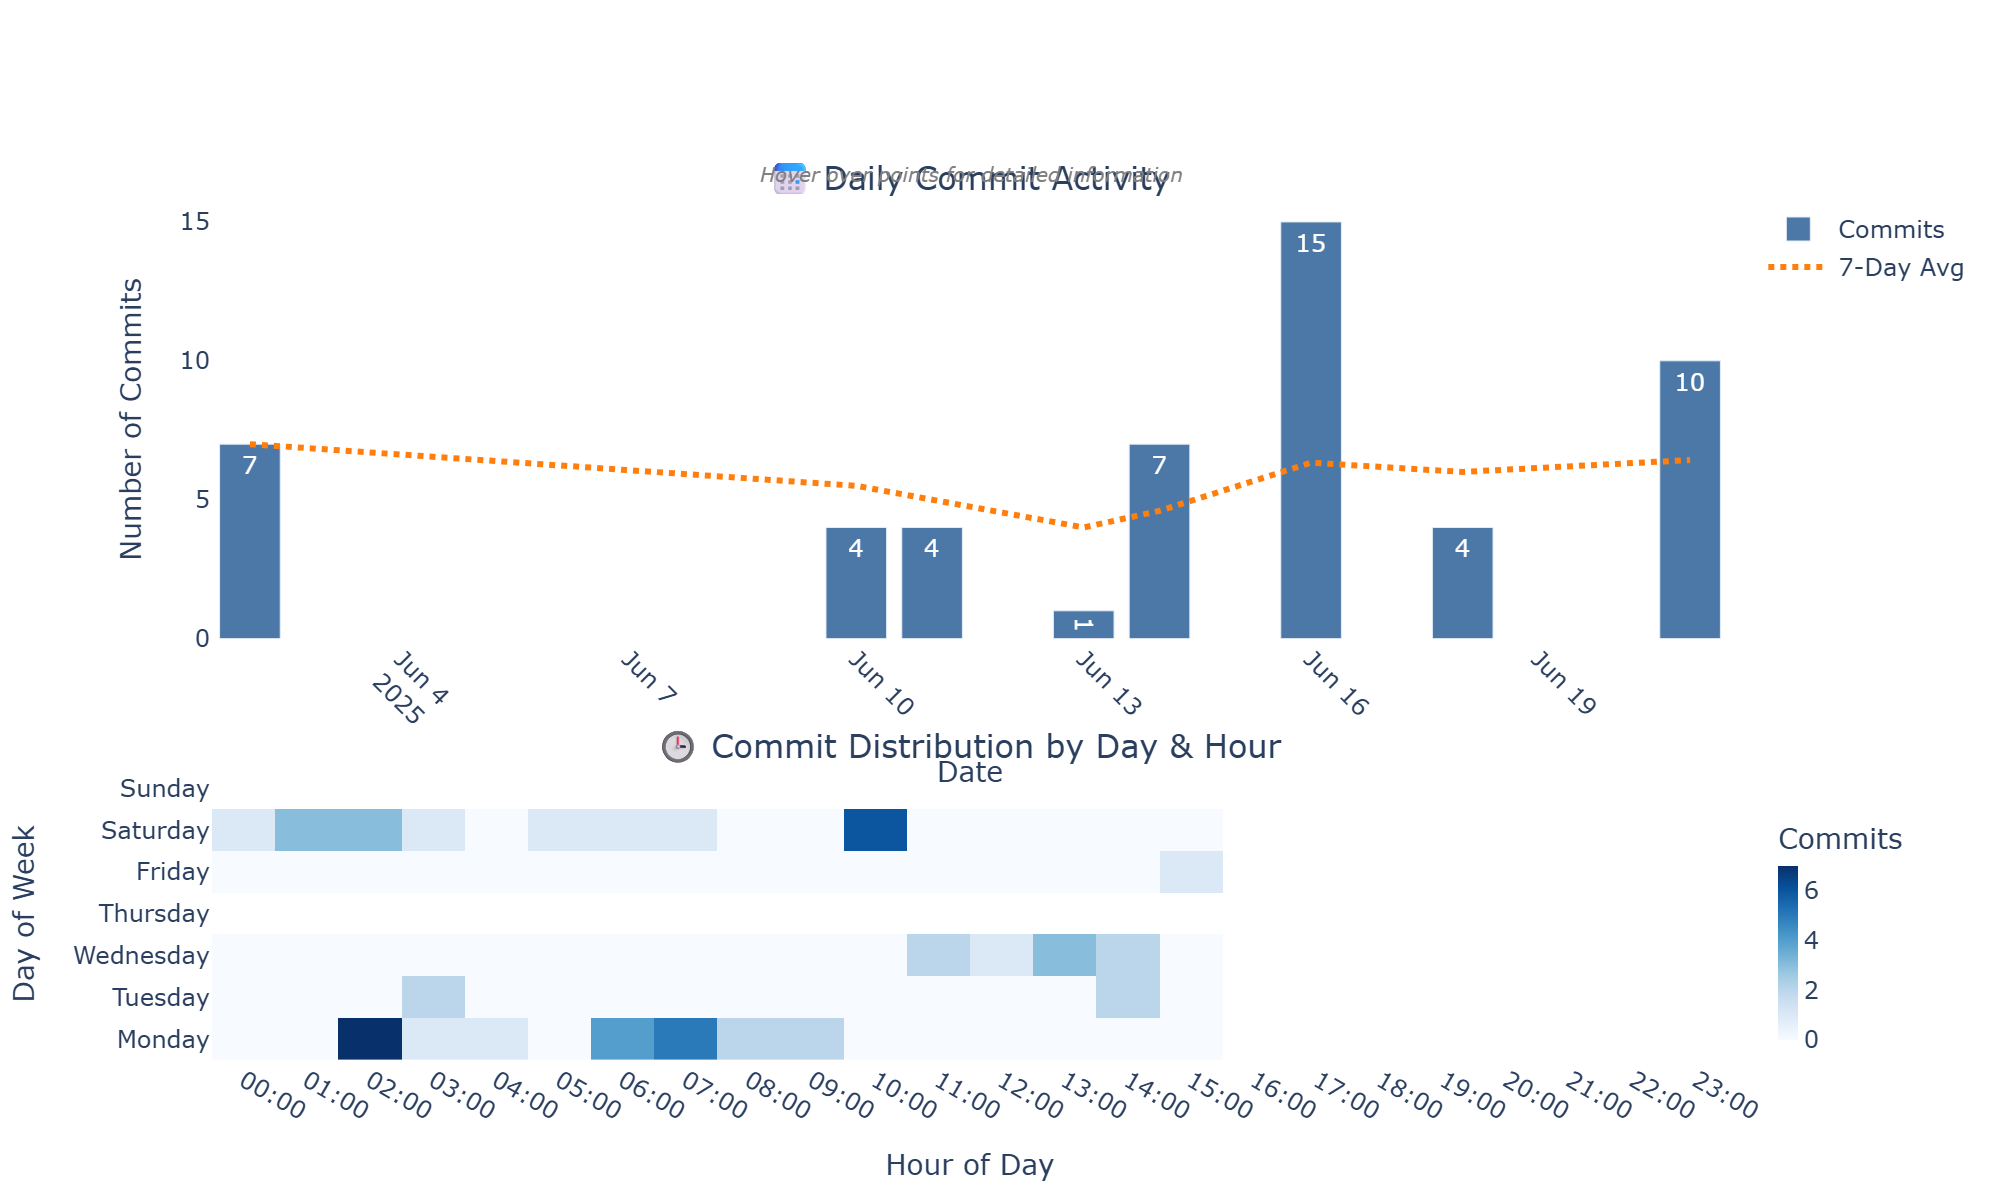 Hover over points for detailed information
Daily Commit Activity
Number of Commits
15
10
5
0
7
4
4
1
7
15
4
10
Commits
7-Day Avg
Jun 4
2025
Jun 7
Jun 10
Jun 13
Jun 16
Jun 19
Date
Commit Distribution by Day & Hour
Day of Week
Sunday
Saturday
Friday
Thursday
Wednesday
Tuesday
Monday
00:00
01:00
02:00
03:00
04:00
05:00
06:00
07:00
08:00
09:00
10:00
11:00
12:00
13:00
14:00
15:00
16:00
17:00
18:00
19:00
20:00
21:00
22:00
23:00
Hour of Day
Commits
6
4
2
0